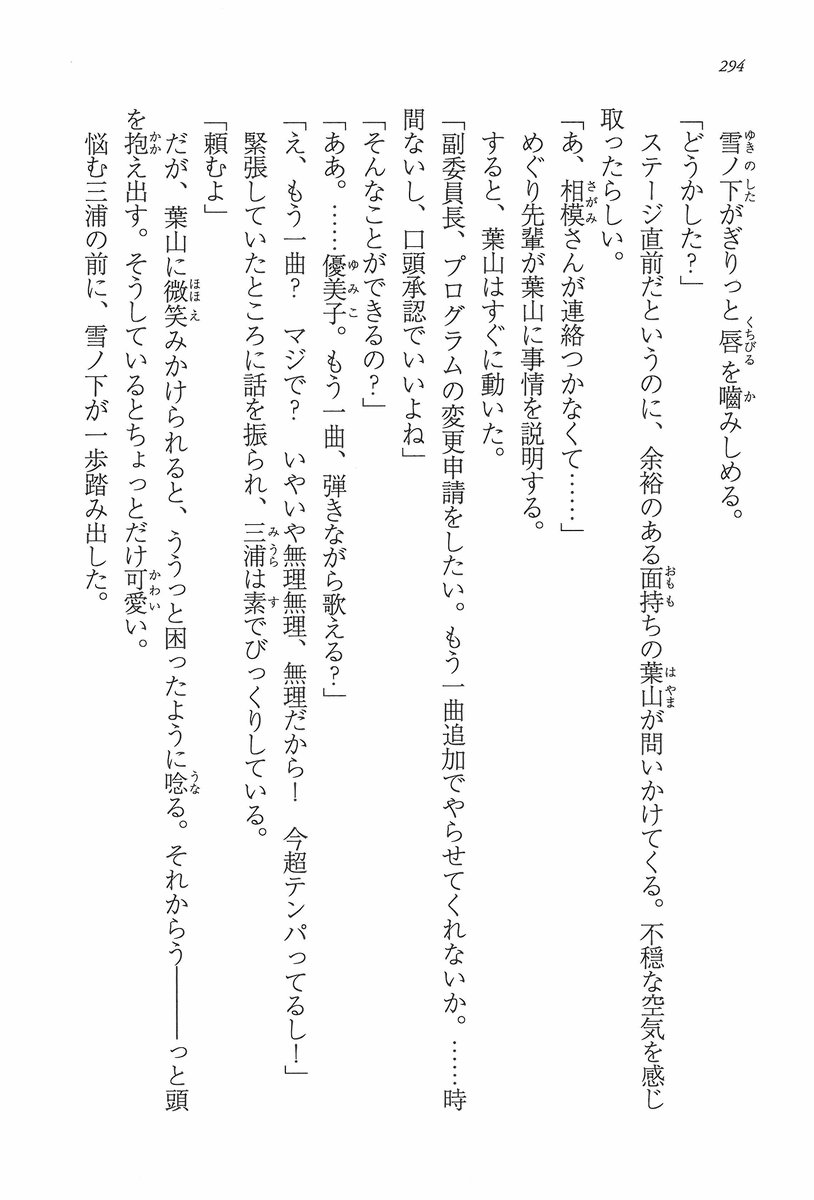 294
雪ノ下がぎりっと唇を嚙みしめる。
「どうかした?」
ステージ直前だというのに、余裕のある面持ちの葉山が問いかけてくる。不穏な空気を感じ
取ったらしい。
「あ、相模さんが連絡つかなくて……」
めぐり先輩が葉山に事情を説明する。
すると、葉山はすぐに動いた。
「副委員長、プログラムの変更申請をしたい。もう一曲追加でやらせてくれないか。……時
間ないし、口頭承認でいいよね」
「そんなことができるの?」
「ああ。……優美子。もう一曲、弾きながら歌える?」
「え、もう一曲? マジで? いやいや無理無理、無理だから! 今超テンパってるし!」
緊張していたところに話を振られ、三浦は素でびっくりしている。
「頼むよ」
だが、葉山に微笑みかけられると、ううっと困ったように唸る。それからう――っと頭
を抱え出す。そうしているとちょっとだけ可愛い。
悩む三浦の前に、雪ノ下が一歩踏み出した。